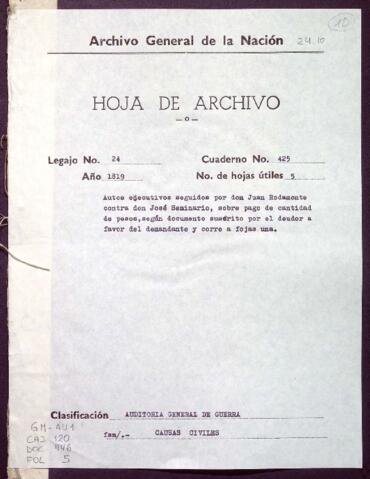 10
Archivo General de la Nación
24.10
HOJA DE ARCHIVO
—o—
Legajo No. 24 Cuaderno No. 425
Año 1819 No. de hojas útiles 5
Autos ejecutivos seguidos por don Juan Rodamonte
contra don José Seminario, sobre pago de cantidad
de pesos,según documento suscrito por el deudor a
favor del demandante y corre a fojas una.
Clasificación AUDITORIA GENERAL DE GUERRA
fam/.- CAUSAS CIVILES
GM-AU1
CAJ 120
DOC 446
FOL 5